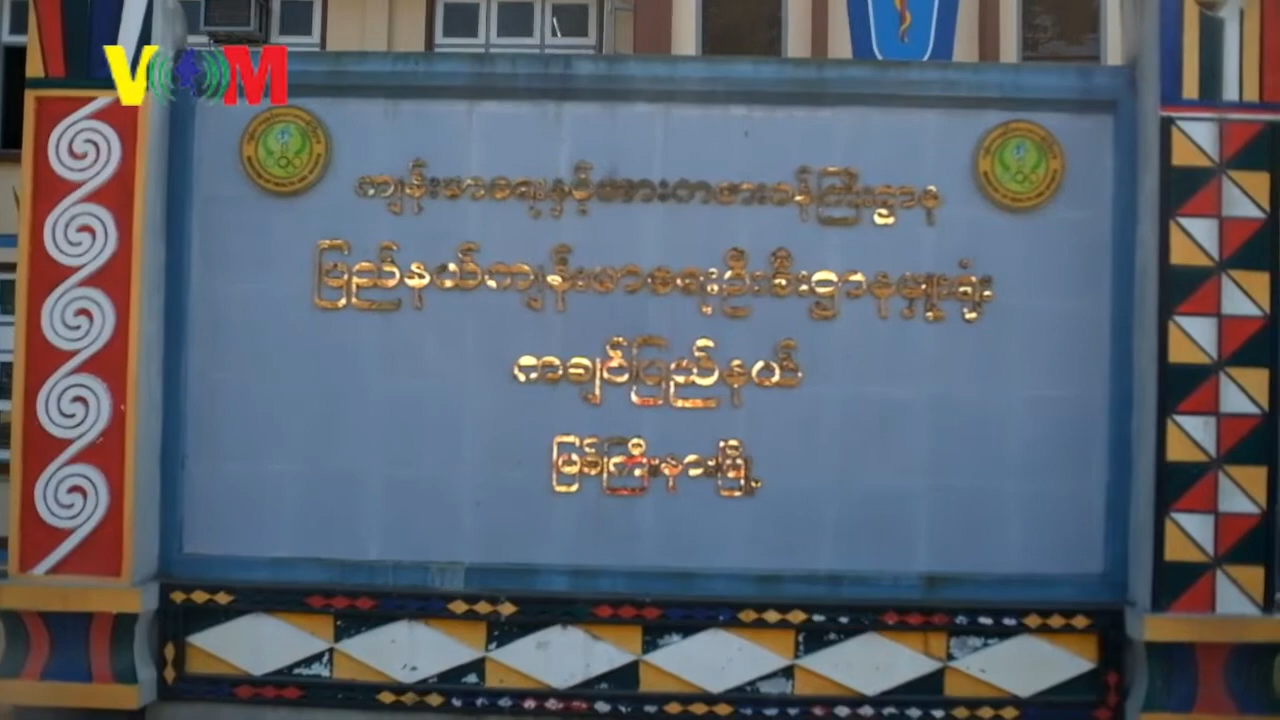 VOM
ကျန်းမာရေးနှင့်အားကစားဝန်ကြီးဌာန
ပြည်နယ်ကျန်းမာရေးဦးစီးဌာနမှူးရုံး
ကချင်ပြည်နယ်
မြစ်ကြီးနားမြို့